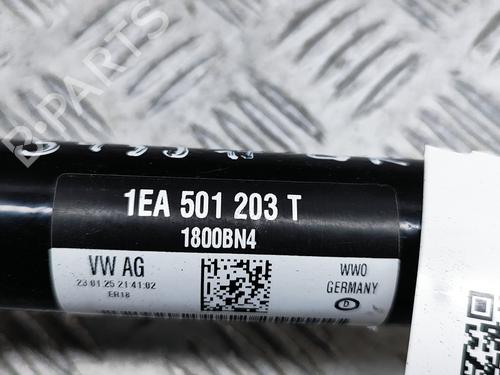 B-PARTS
1EA 501 203 T
1800BN4
VW AG
23 01 25 21 41 02
ER18
WWO
GERMANY
D